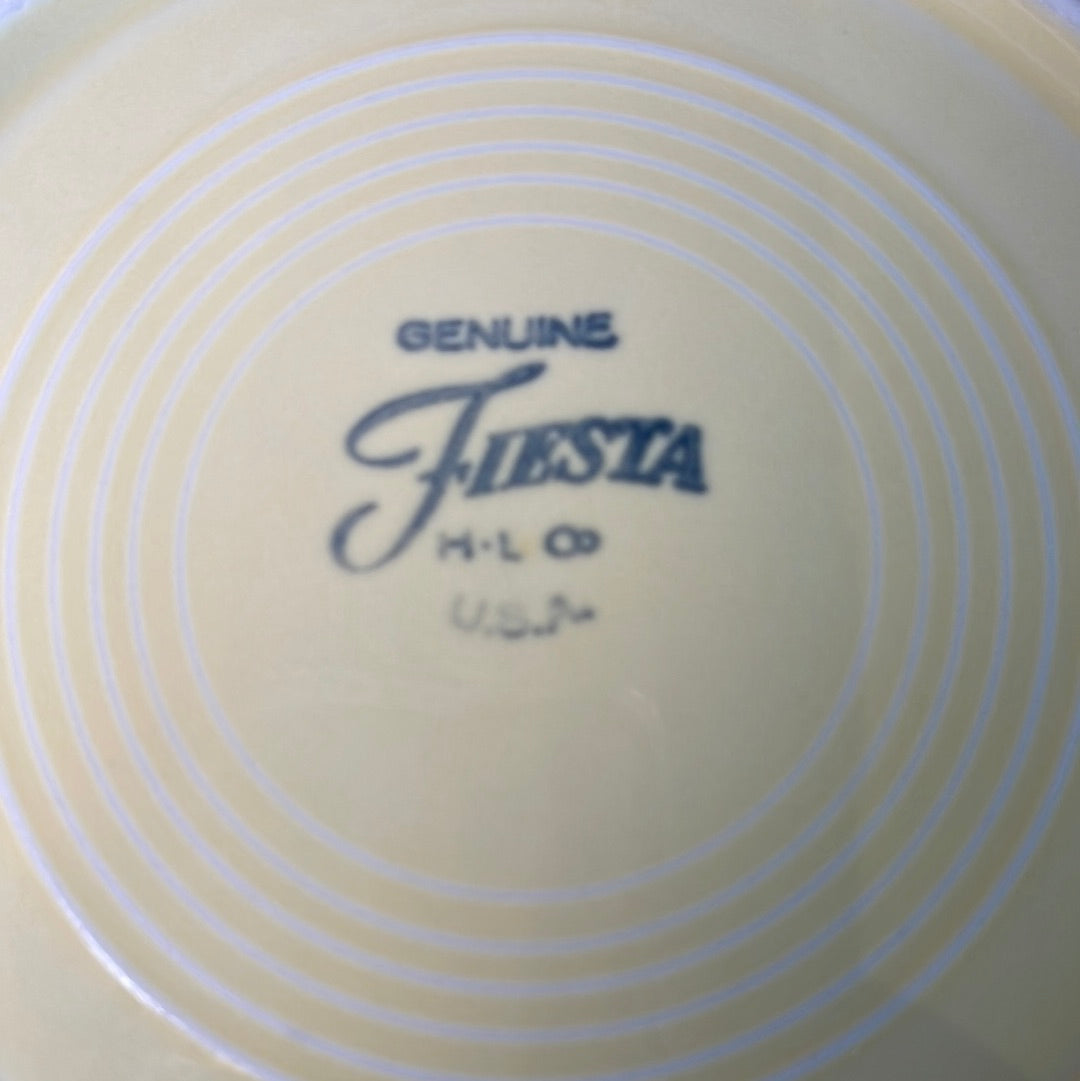 GENUINE
FIESTA
H·L Co
U.S.A.